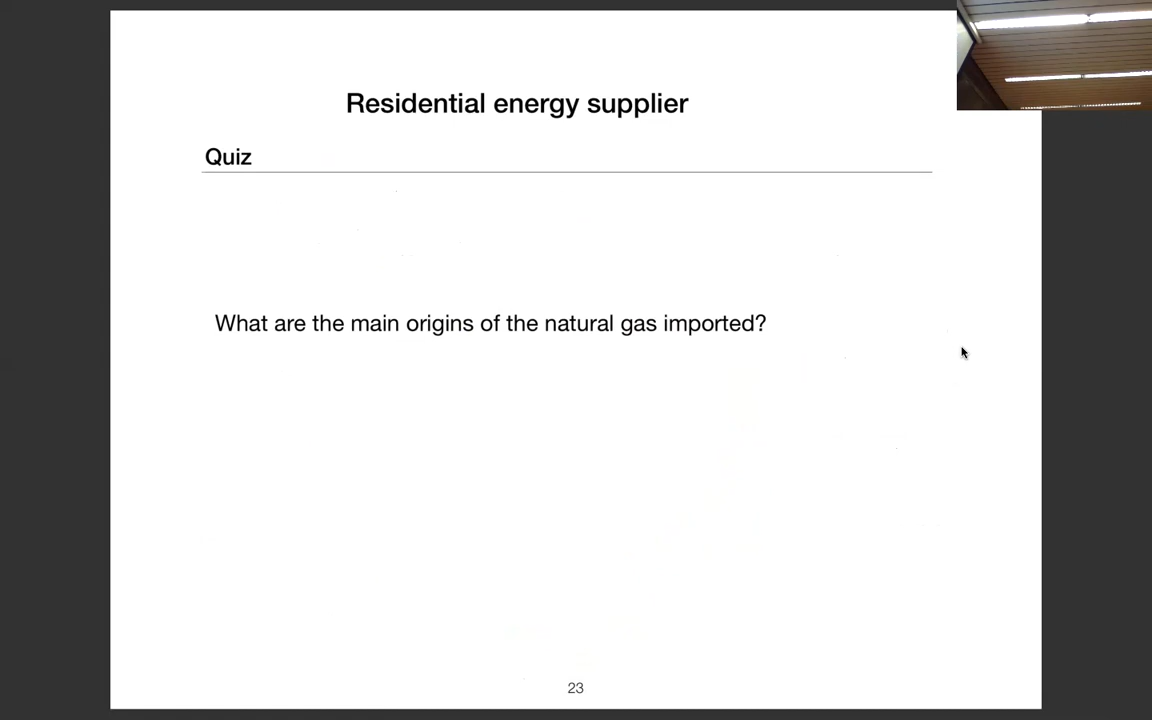 Residential energy supplier
Quiz
What are the main origins of the natural gas imported?
23